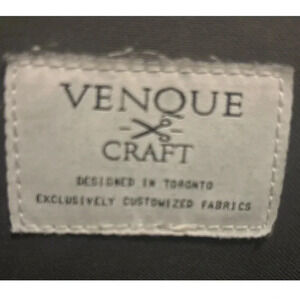 VENQUE
CRAFT
DESIGNED IN TORONTO
EXCLUSIVELY CUSTOMIZED FABRICS